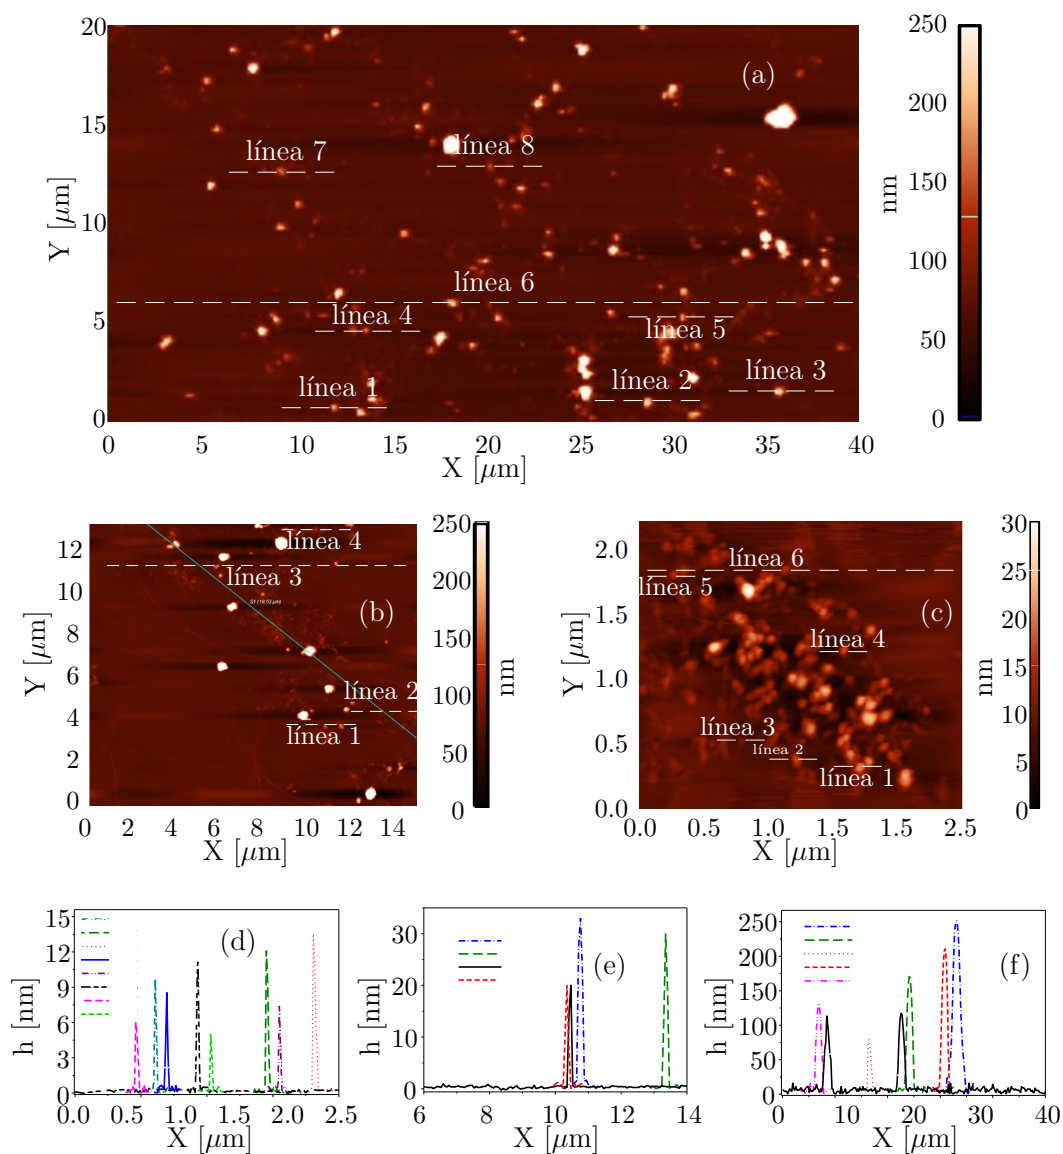 250
200
150
100
50
0
nm
20
15
10
5
0
Y [μm]
(a)
línea 7
línea 8
línea 6
línea 4
línea 5
línea 1
línea 2
línea 3
0 5 10 15 20 25 30 35 40
X [μm]
12
10
8
6
4
2
0
Y [μm]
línea 4
línea 3
(b)
línea 2
línea 1
0 2 4 6 8 10 12 14
X [μm]
250
200
150
100
50
0
nm
2.0
1.5
1.0
0.5
0.0
Y [μm]
línea 6
línea 5
(c)
línea 4
línea 3
línea 2
línea 1
0.0 0.5 1.0 1.5 2.5
X [μm]
30
25
20
15
10
5
0
nm
15
12
9
6
3
0
h [nm]
(d)
0.0 0.5 1.0 1.5 2.0 2.5
X [μm]
30
20
10
0
h [nm]
(e)
6 8 10 12 14
X [μm]
250
200
150
100
50
0
h [nm]
(f)
0 10 20 30 40
X [μm]